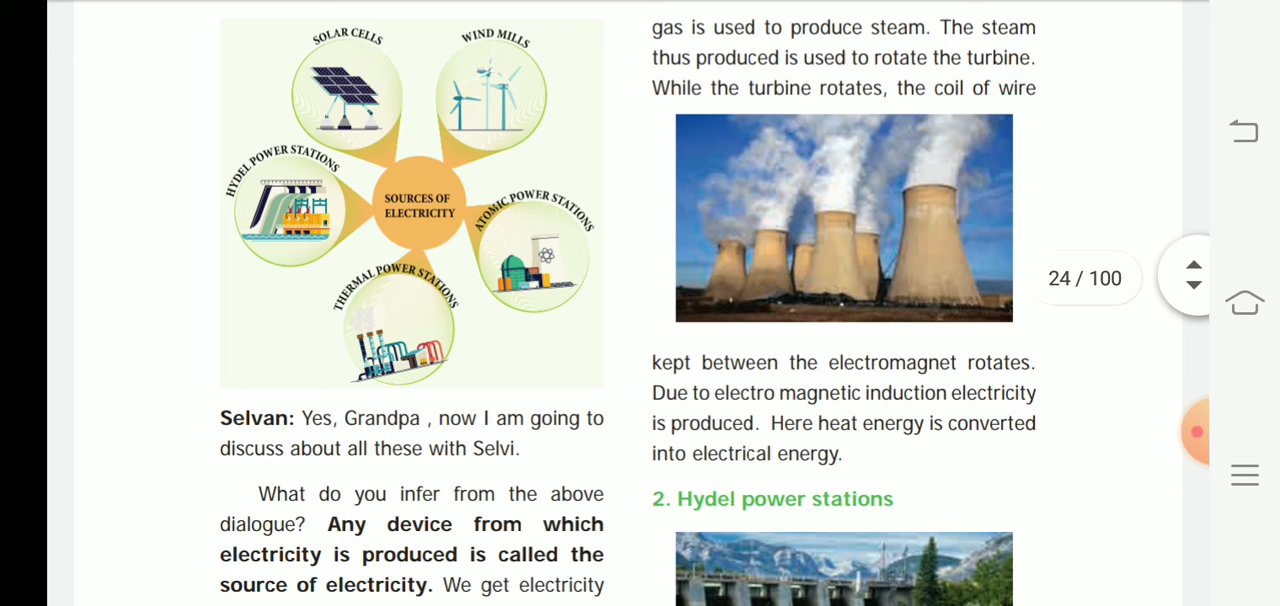 SOLAR CELLS
WIND MILLS
HYDEL POWER STATIONS
SOURCES OF
ELECTRICITY
ATOMIC POWER STATIONS
THERMAL POWER STATIONS
Selvan: Yes, Grandpa , now I am going to
discuss about all these with Selvi.
What do you infer from the above
dialogue? Any device from which
electricity is produced is called the
source of electricity. We get electricity
gas is used to produce steam. The steam
thus produced is used to rotate the turbine.
While the turbine rotates, the coil of wire
kept between the electromagnet rotates.
Due to electro magnetic induction electricity
is produced. Here heat energy is converted
into electrical energy.
2. Hydel power stations
24 / 100